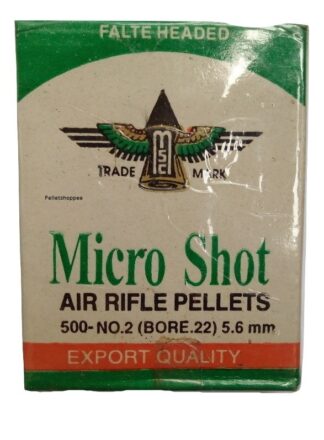 FALTE HEADED
msc
TRADE MARK
Pelletshoppee
Micro Shot
AIR RIFLE PELLETS
500-NO.2 (BORE.22) 5.6 mm
EXPORT QUALITY